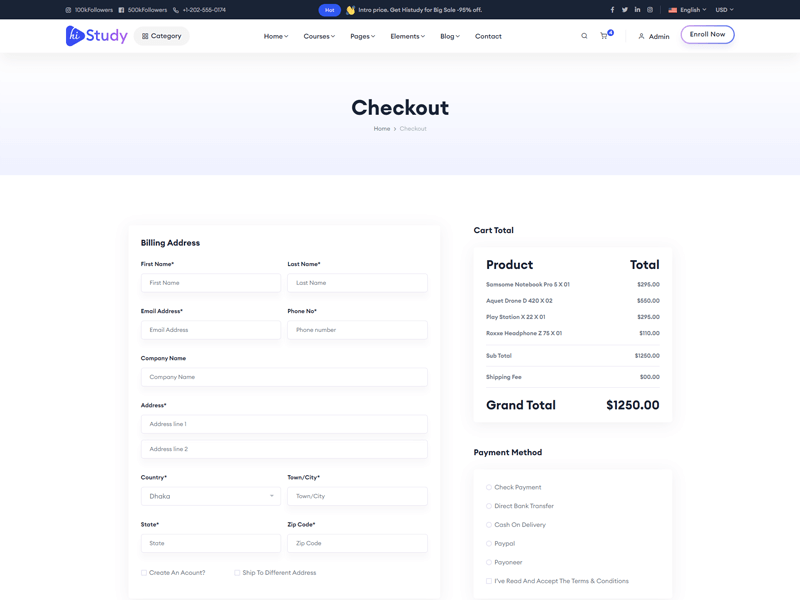 100kFollowers 500kFollowers +1-202-555-0174 Hot Intro price. Get Histudy for Big Sale -95% off. English USD
hi Study Category Home Courses Pages Elements Blog Contact 4 Admin Enroll Now
Checkout
Home > Checkout
Billing Address
First Name* Last Name*
First Name Last Name
Email Address* Phone No*
Email Address Phone number
Company Name
Company Name
Address*
Address line 1
Address line 2
Country* Town/City*
Dhaka Town/City
State* Zip Code*
State Zip Code
Create An Acount? Ship To Different Address
Cart Total
Product Total
Samsome Notebook Pro 5 X 01 $295.00
Aquet Drone D 420 X 02 $550.00
Play Station X 22 X 01 $295.00
Roxxe Headphone Z 75 X 01 $110.00
Sub Total $1250.00
Shipping Fee $00.00
Grand Total $1250.00
Payment Method
Check Payment
Direct Bank Transfer
Cash On Delivery
Paypal
Payoneer
I've Read And Accept The Terms & Conditions